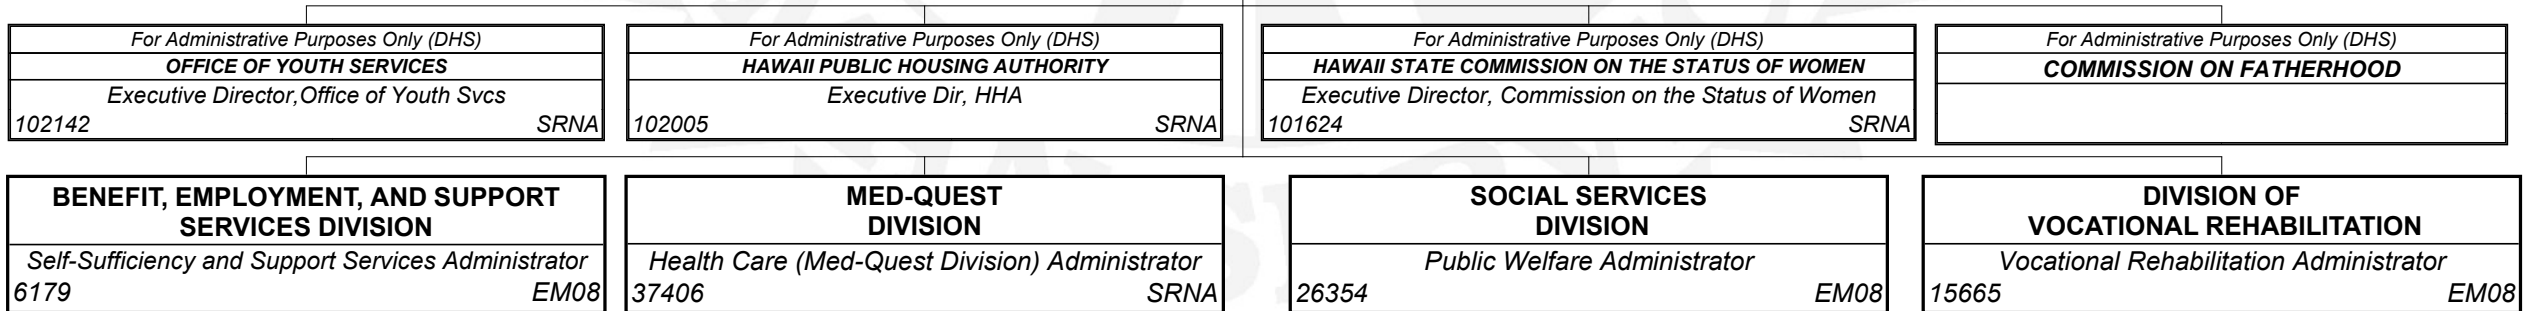 For Administrative Purposes Only (DHS)
OFFICE OF YOUTH SERVICES
Executive Director,Office of Youth Svcs
102142 SRNA
For Administrative Purposes Only (DHS)
HAWAII PUBLIC HOUSING AUTHORITY
Executive Dir, HHA
102005 SRNA
For Administrative Purposes Only (DHS)
HAWAII STATE COMMISSION ON THE STATUS OF WOMEN
Executive Director, Commission on the Status of Women
101624 SRNA
For Administrative Purposes Only (DHS)
COMMISSION ON FATHERHOOD
BENEFIT, EMPLOYMENT, AND SUPPORT
SERVICES DIVISION
Self-Sufficiency and Support Services Administrator
6179 EM08
MED-QUEST
DIVISION
Health Care (Med-Quest Division) Administrator
37406 SRNA
SOCIAL SERVICES
DIVISION
Public Welfare Administrator
26354 EM08
DIVISION OF
VOCATIONAL REHABILITATION
Vocational Rehabilitation Administrator
15665 EM08